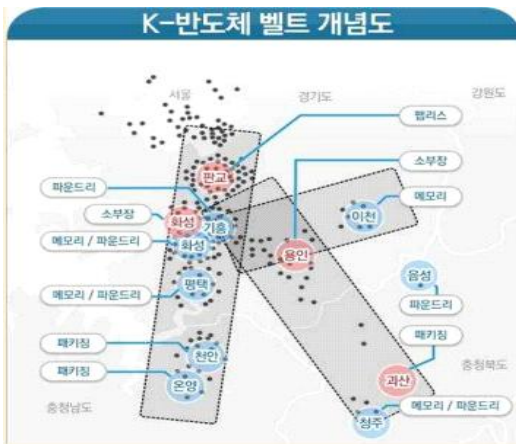 K-반도체 벨트 개념도
서울
경기도
강원도
팹리스
판교
소부장
파운드리
메모리
소부장
화성
기흥
이천
메모리 / 파운드리
화성
용인
평택
음성
메모리 / 파운드리
파운드리
패키징
천안
패키징
충청북도
패키징
온양
괴산
충청남도
청주
메모리 / 파운드리